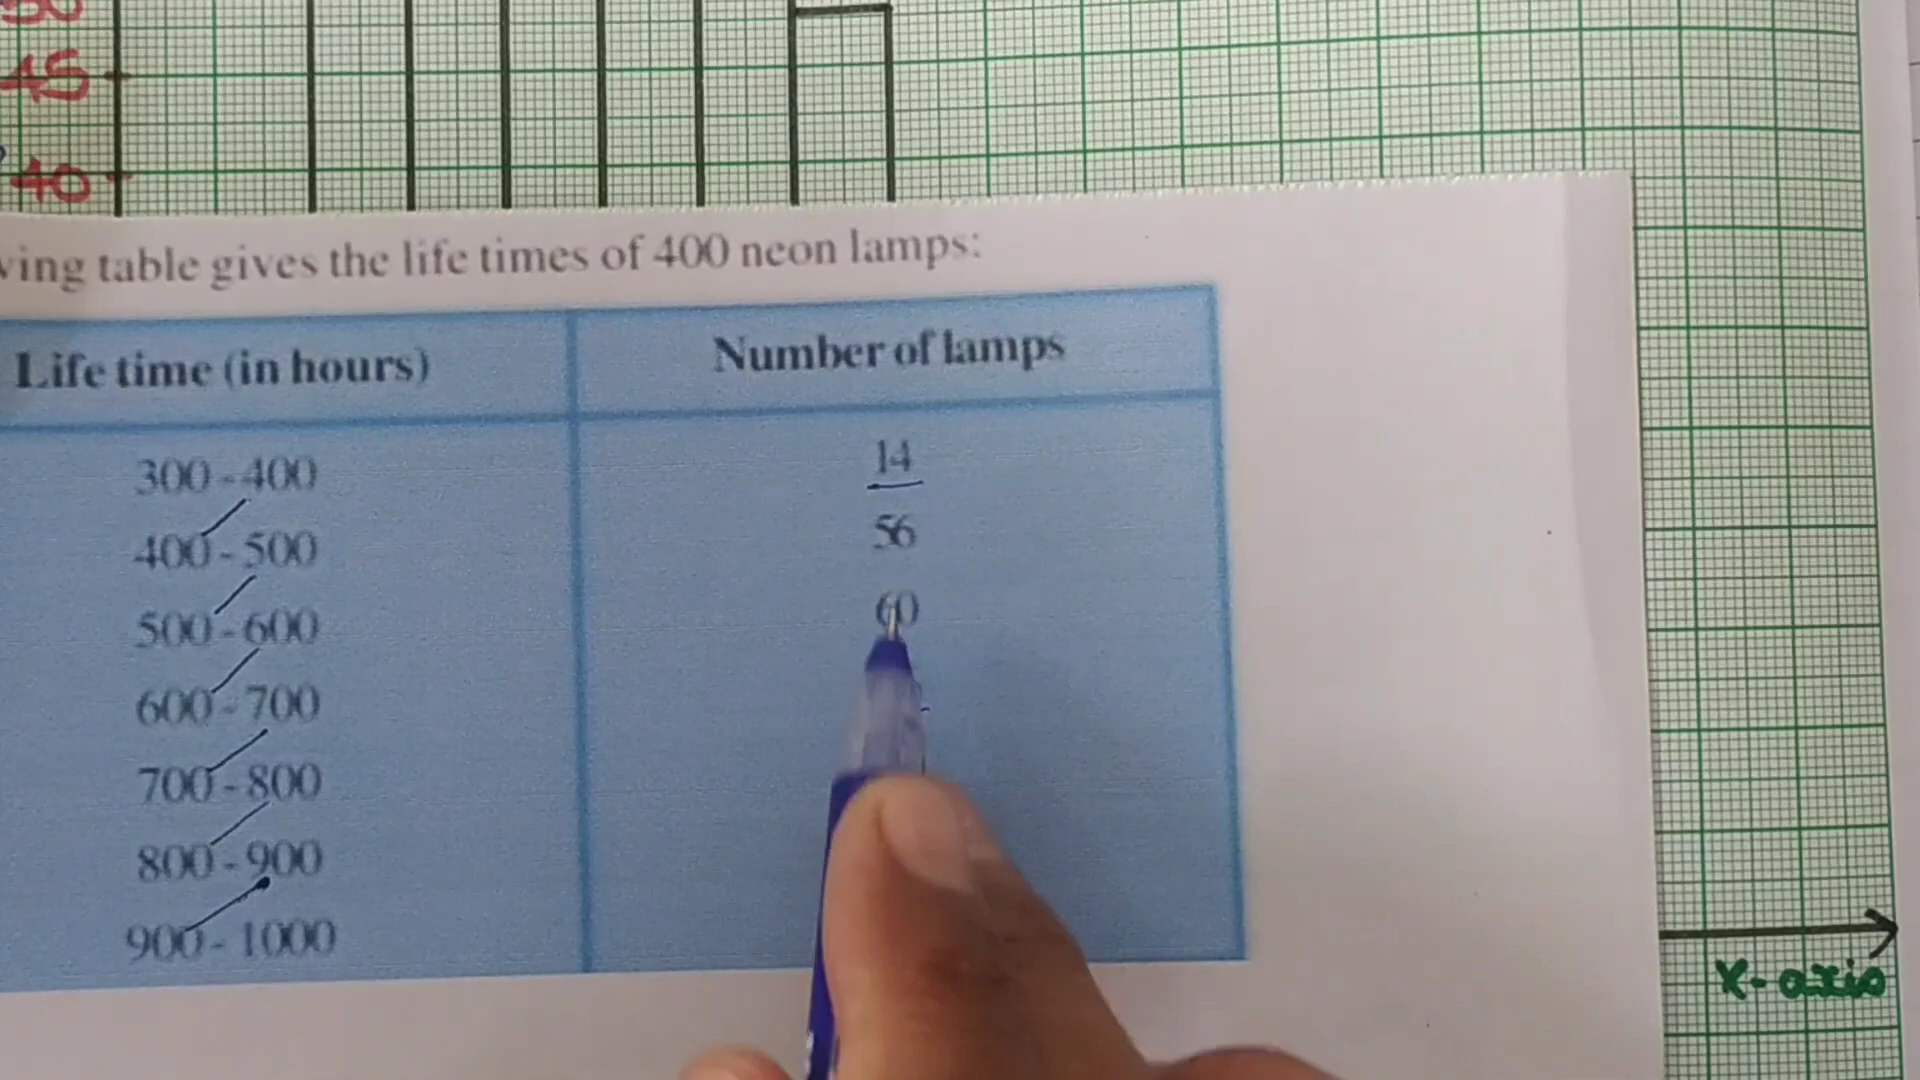 45
40
ving table gives the life times of 400 neon lamps:
Life time (in hours) Number of lamps
300 - 400 14
400 - 500 56
500 - 600 60
600 - 700
700 - 800
800 - 900
900 - 1000
X-axis